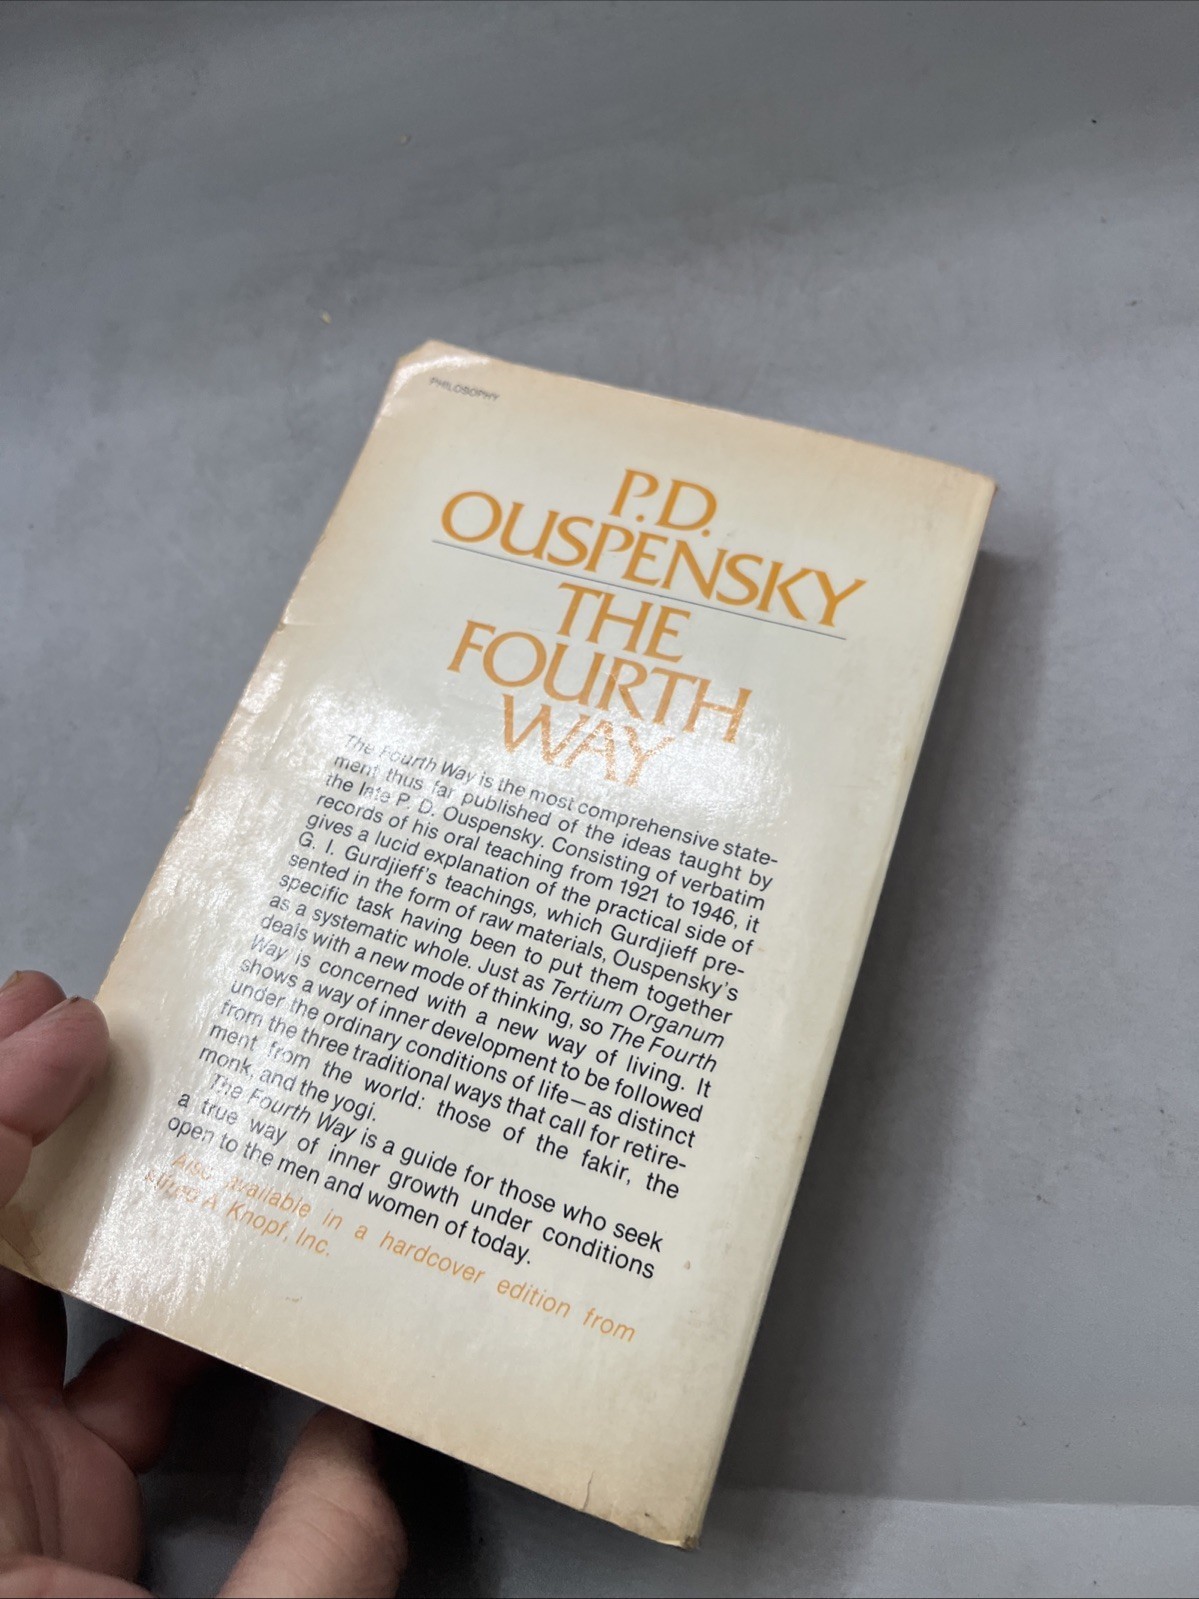 PHILOSOPHY
P.D.
OUSPENSKY
THE
FOURTH
WAY
The Fourth Way is the most comprehensive state-
ment thus far published of the ideas taught by
the late P. D. Ouspensky. Consisting of verbatim
records of his oral teaching from 1921 to 1946, it
gives a lucid explanation of the practical side of
G. I. Gurdjieff's teachings, which Gurdjieff pre-
sented in the form of raw materials, Ouspensky's
specific task having been to put them together
as a systematic whole. Just as Tertium Organum
deals with a new mode of thinking, so The Fourth
Way is concerned with a new way of living. It
shows a way of inner development to be followed
under the ordinary conditions of life—as distinct
from the three traditional ways that call for retire-
ment from the world: those of the fakir, the
monk, and the yogi.
The Fourth Way is a guide for those who seek
a true way of inner growth under conditions
open to the men and women of today.
Also available in a hardcover edition from
Alfred A. Knopf, Inc.